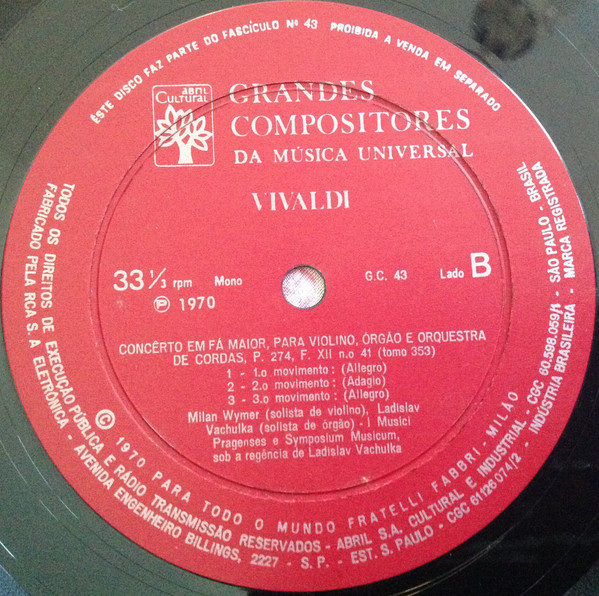 ÊSTE DISCO FAZ PARTE DO FASCÍCULO Nº 43 PROIBIDA A VENDA EM SEPARADO
abril
Cultural
GRANDES
COMPOSITORES
DA MÚSICA UNIVERSAL
VIVALDI
33 1/3 rpm Mono G.C. 43 Lado B
Ⓟ 1970
CONCÊRTO EM FÁ MAIOR, PARA VIOLINO, ÓRGÃO E ORQUESTRA
DE CORDAS, P. 274, F. XII n.o 41 (tomo 353)
1 - 1.o movimento: (Allegro)
2 - 2.o movimento: (Adagio)
3 - 3.o movimento: (Allegro)
Milan Wymer (solista de violino), Ladislav
Vachulka (solista de órgão) - I Musici
Pragenses e Symposium Musicum,
sob a regência de Ladislav Vachulka
© 1970 PARA TODO O MUNDO FRATELLI FABBRI - MILÃO
TODOS OS DIREITOS DE EXECUÇÃO PÚBLICA E RÁDIO TRANSMISSÃO RESERVADOS - ABRIL S.A. CULTURAL E INDUSTRIAL - CGC 60.598.059/1 - SÃO PAULO - BRASIL
FABRICADO PELA RCA S.A ELETRÔNICA - AVENIDA ENGENHEIRO BILLINGS, 2227 - S.P. - EST. S. PAULO - CGC 61126074/2 - INDÚSTRIA BRASILEIRA - MARCA REGISTRADA